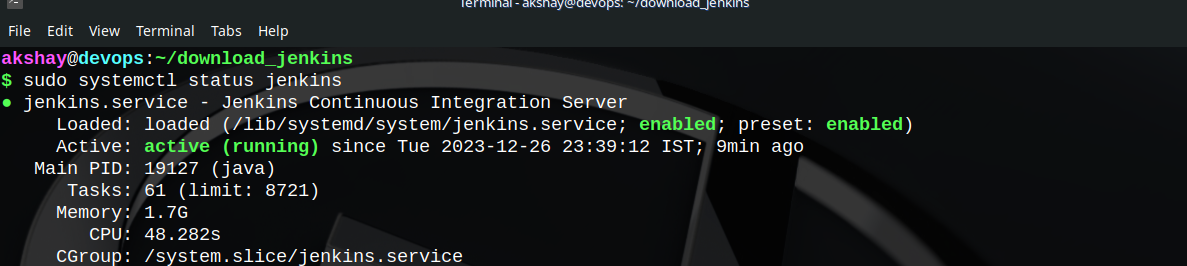 Terminal - akshay@devops: ~/download_jenkins
File Edit View Terminal Tabs Help
akshay@devops:~/download_jenkins
$ sudo systemctl status jenkins
● jenkins.service - Jenkins Continuous Integration Server
Loaded: loaded (/lib/systemd/system/jenkins.service; enabled; preset: enabled)
Active: active (running) since Tue 2023-12-26 23:39:12 IST; 9min ago
Main PID: 19127 (java)
Tasks: 61 (limit: 8721)
Memory: 1.7G
CPU: 48.282s
CGroup: /system.slice/jenkins.service